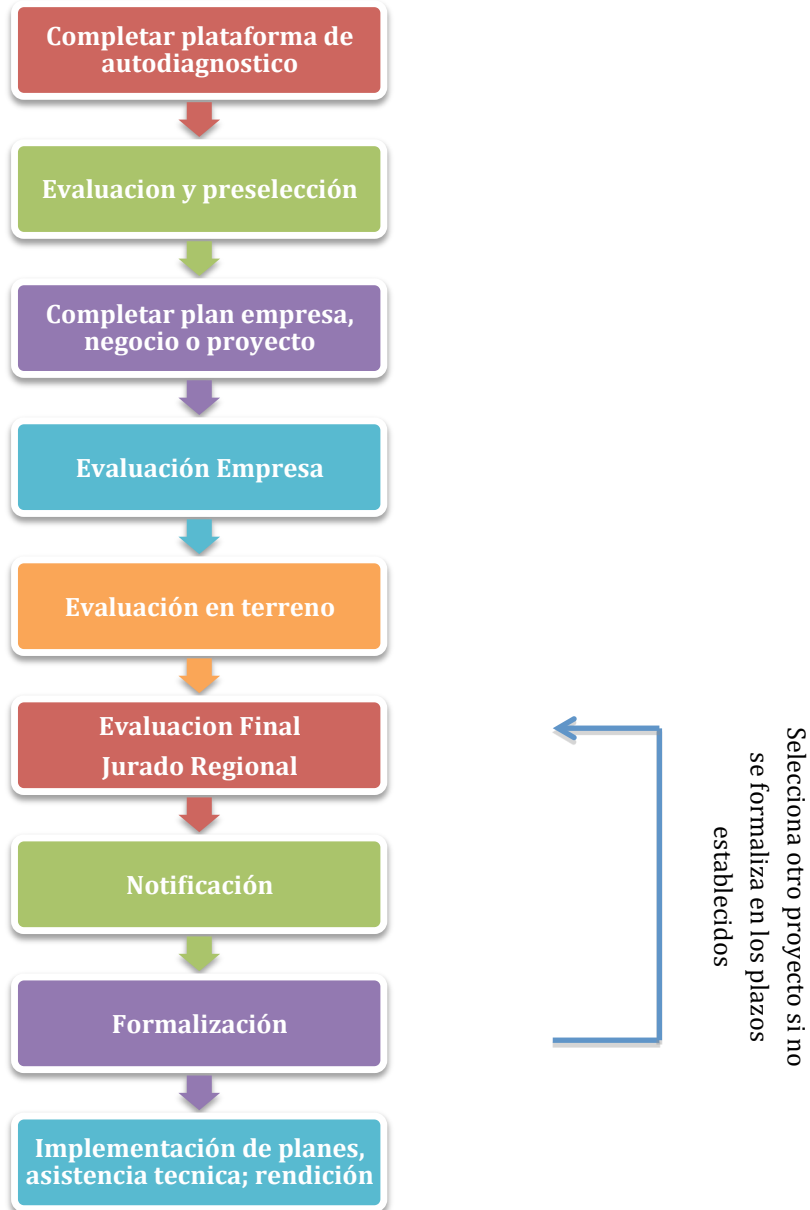 Completar plataforma de
autodiagnostico
Evaluacion y preselección
Completar plan empresa,
negocio o proyecto
Evaluación Empresa
Evaluación en terreno
Evaluacion Final
Jurado Regional
Notificación
Formalización
Implementación de planes,
asistencia tecnica; rendición
Selecciona otro proyecto si no
se formaliza en los plazos
establecidos